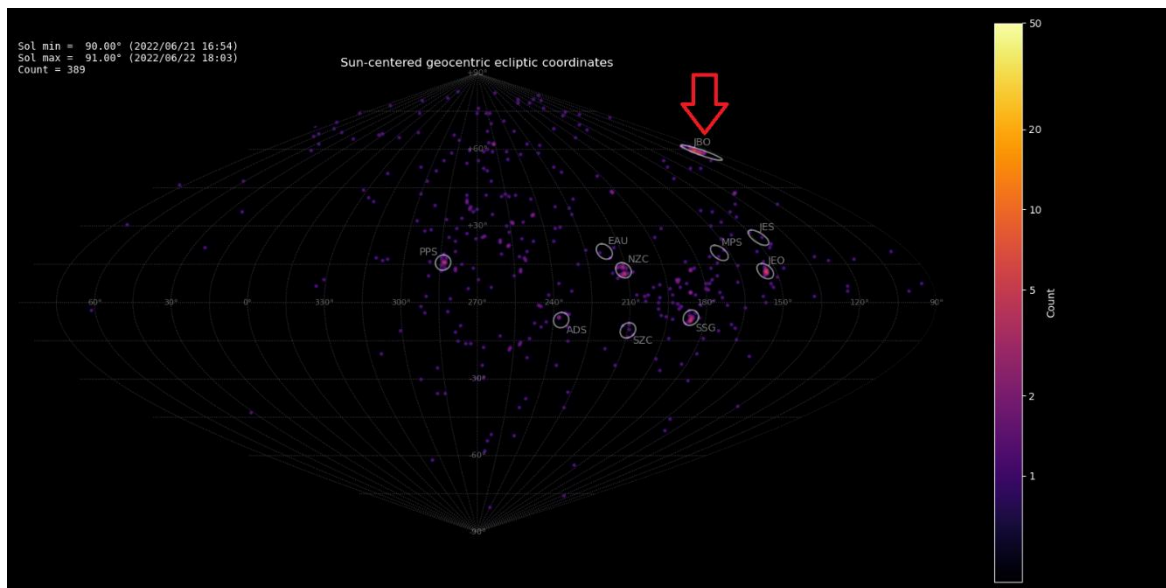 Sol min =  90.00° (2022/06/21 16:54)
Sol max =  91.00° (2022/06/22 18:03)
Count = 389
Sun-centered geocentric ecliptic coordinates
+90°
JBO
+60°
+30°
JES
EAU
MPS
PPS
NZC
JEO
60°
0°
330°
300°
270°
240°
210°
180°
150°
120°
90°
ADS
SZC
SSG
-30°
-60°
-90°
50
20
10
5
2
1
Count